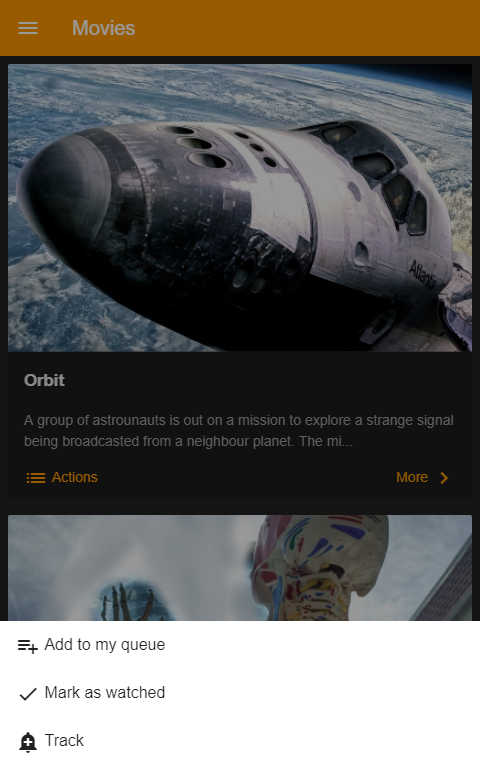 Movies
Atlantis
Orbit
A group of astrounauts is out on a mission to explore a strange signal
being broadcasted from a neighbour planet. The mi...
Actions
More
Add to my queue
Mark as watched
Track